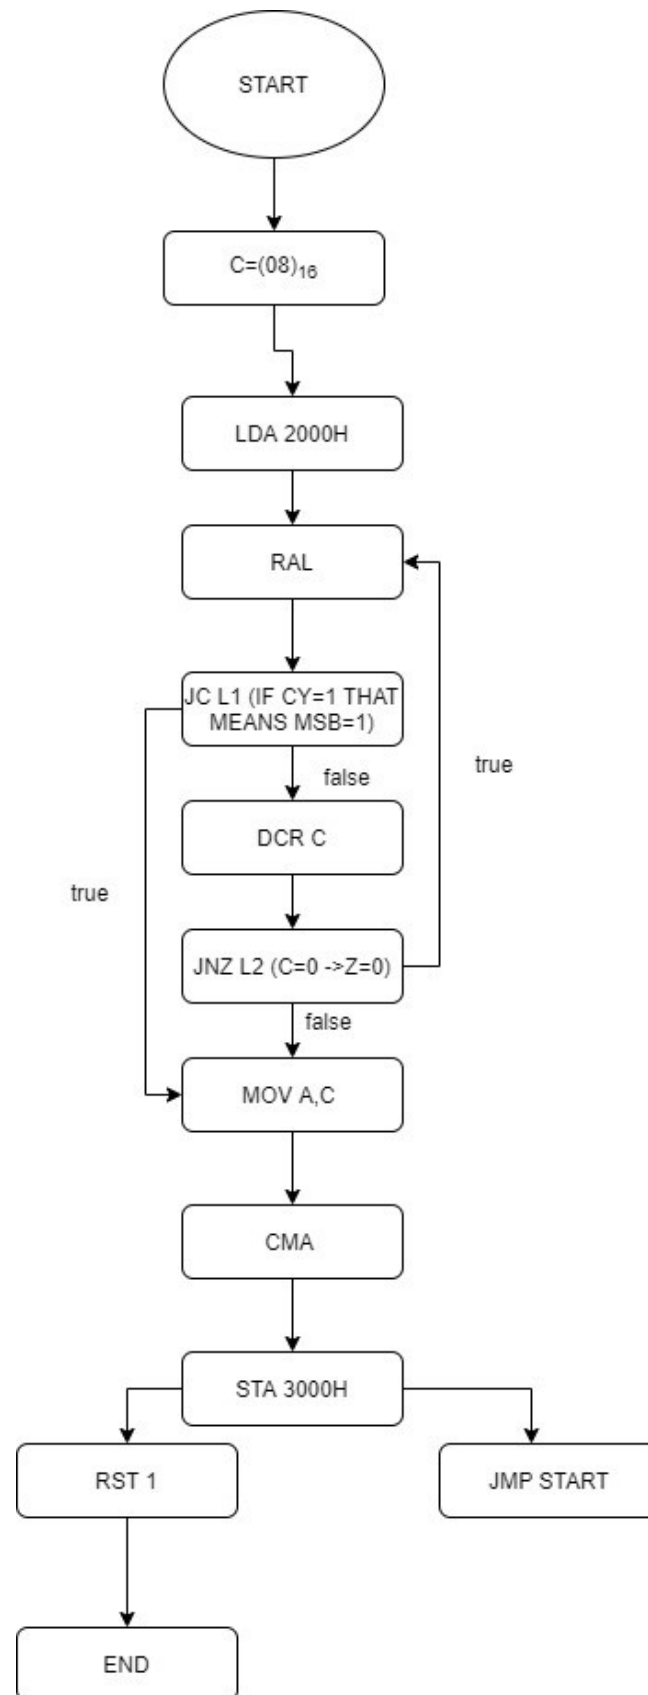 START
C=(08)16
LDA 2000H
RAL
JC L1 (IF CY=1 THAT
MEANS MSB=1)
true
false
DCR C
true
JNZ L2 (C=0 ->Z=0)
false
MOV A,C
CMA
STA 3000H
RST 1
JMP START
END